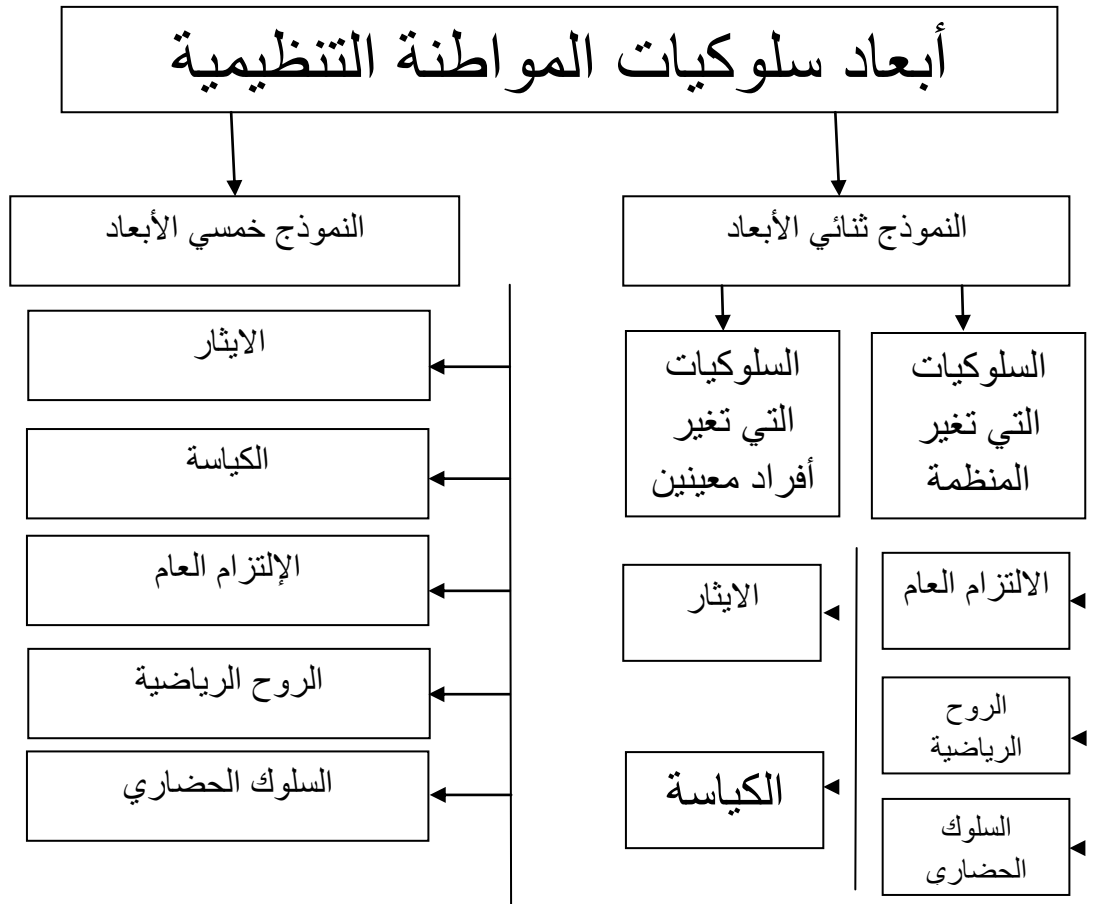 أبعاد سلوكيات المواطنة التنظيمية
النموذج ثنائي الأبعاد
النموذج خمسي الأبعاد
السلوكيات
التي تغير
المنظمة
السلوكيات
التي تغير
أفراد معينين
الالتزام العام
الروح
الرياضية
السلوك
الحضاري
الايثار
الكياسة
الايثار
الكياسة
الإلتزام العام
الروح الرياضية
السلوك الحضاري